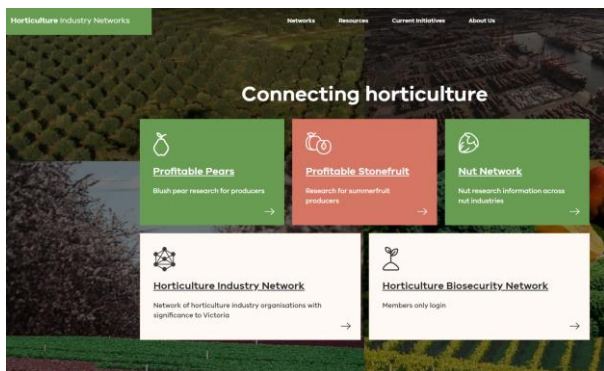 Horticulture Industry Networks
Networks Resources Current Initiatives About Us
Connecting horticulture
Profitable Pears
Blush pear research for producers
Profitable Stonefruit
Research for summerfruit
producers
Nut Network
Nut research information across
nut industries
Horticulture Industry Network
Network of horticulture industry organisations with
significance to Victoria
Horticulture Biosecurity Network
Members only login